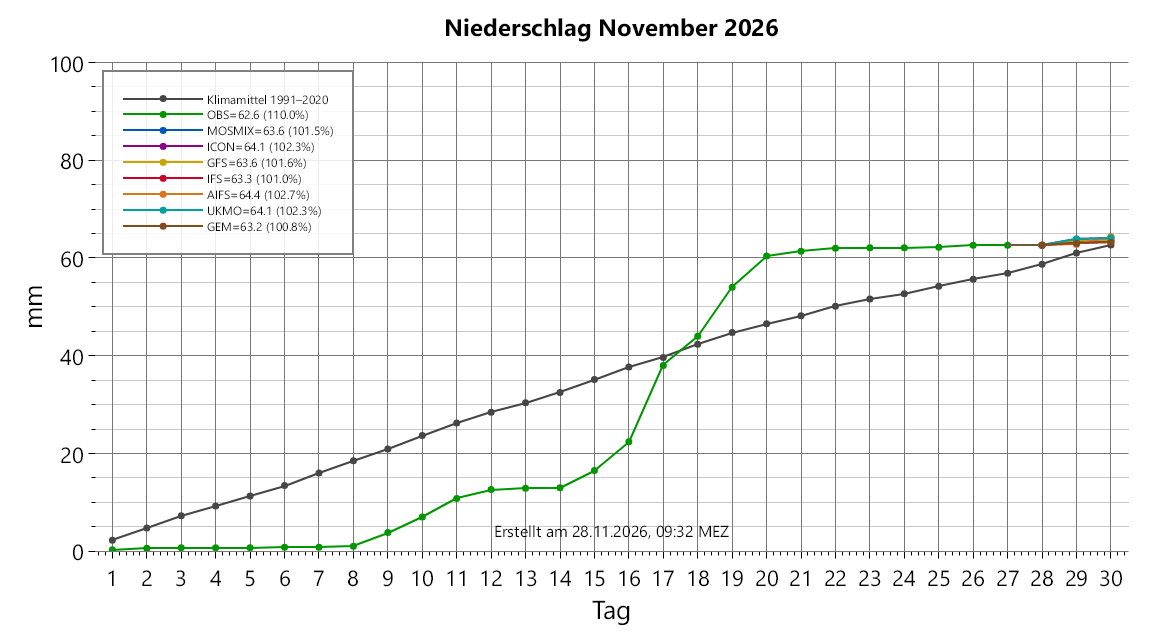 Niederschlag November 2026
100
80
60
40
20
0
mm
Klimamittel 1991–2020
OBS=62.6 (110.0%)
MOSMIX=63.6 (101.5%)
ICON=64.1 (102.3%)
GFS=63.6 (101.6%)
IFS=63.3 (101.0%)
AIFS=64.4 (102.7%)
UKMO=64.1 (102.3%)
GEM=63.2 (100.8%)
Erstellt am 28.11.2026, 09:32 MEZ
1 2 3 4 5 6 7 8 9 10 11 12 13 14 15 16 17 18 19 20 21 22 23 24 25 26 27 28 29 30
Tag